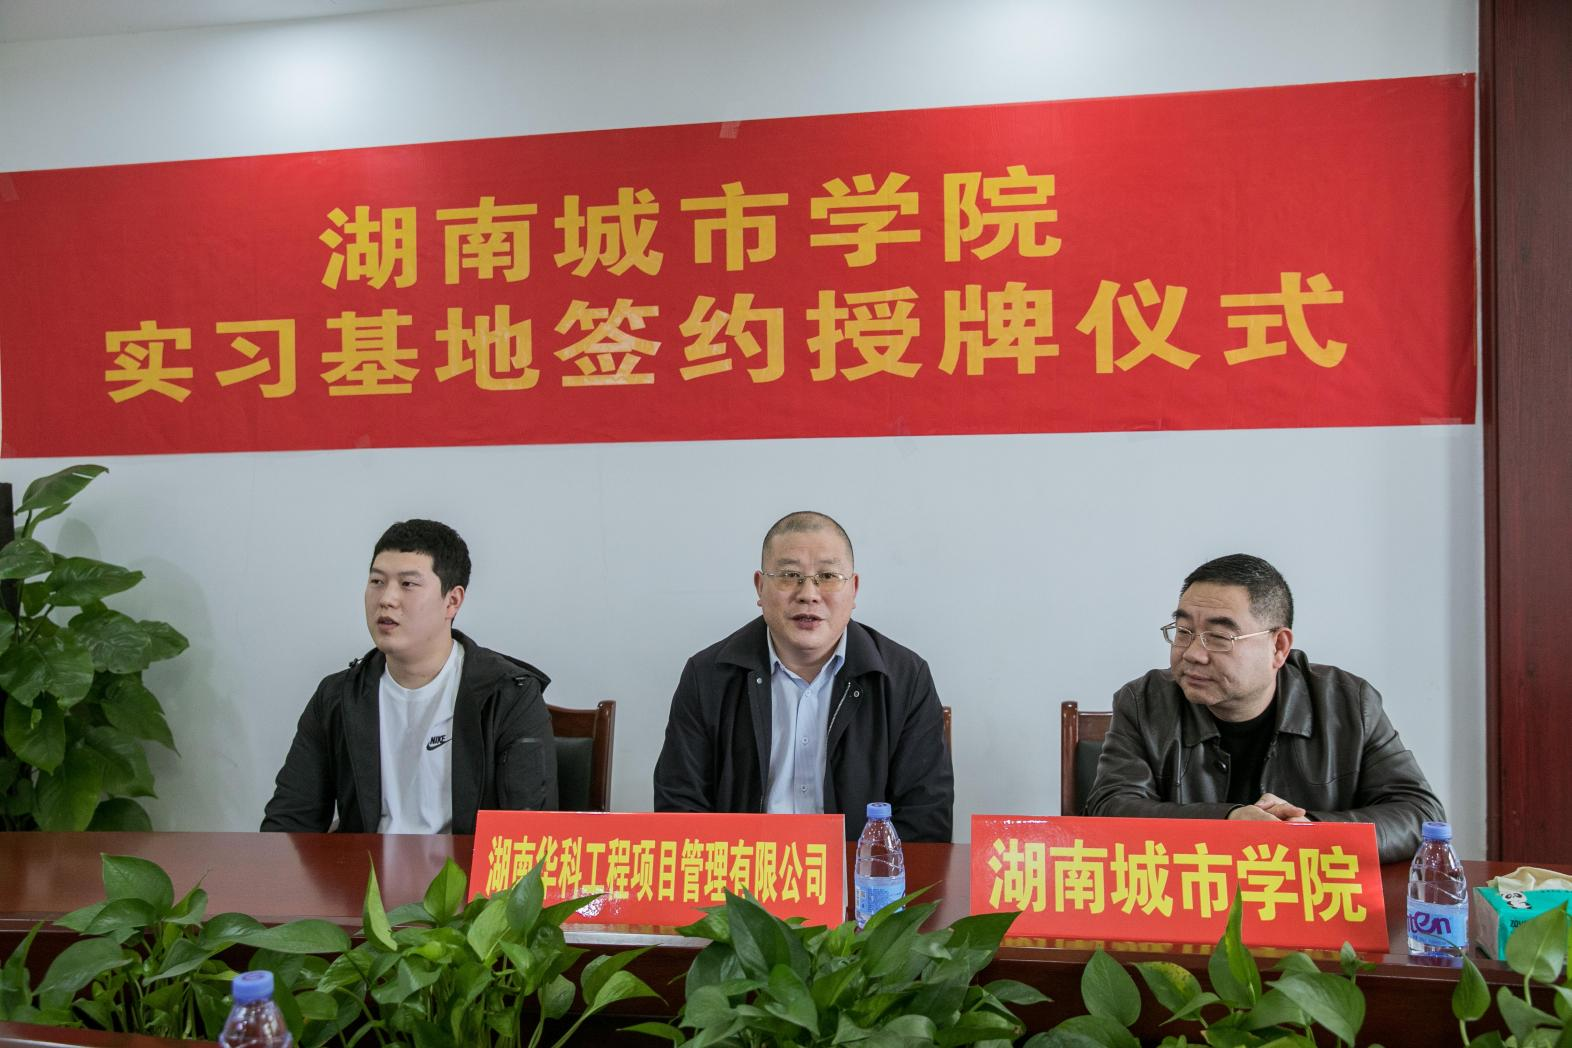 湖南城市学院
实习基地签约授牌仪式
NIKE
湖南华科工程项目管理有限公司
湖南城市学院